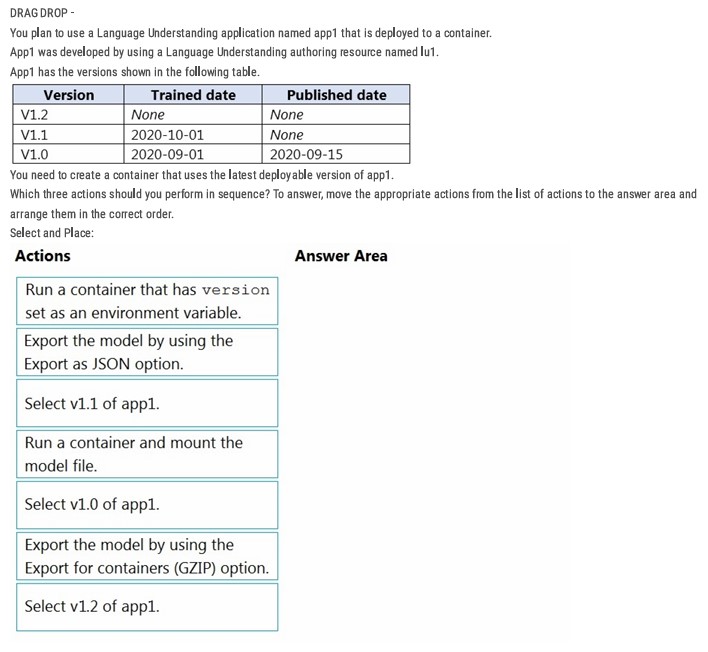 DRAG DROP -
You plan to use a Language Understanding application named app1 that is deployed to a container.
App1 was developed by using a Language Understanding authoring resource named lu1.
App1 has the versions shown in the following table.
Version Trained date Published date
V1.2 None None
V1.1 2020-10-01 None
V1.0 2020-09-01 2020-09-15
You need to create a container that uses the latest deployable version of app1.
Which three actions should you perform in sequence? To answer, move the appropriate actions from the list of actions to the answer area and
arrange them in the correct order.
Select and Place:
Actions Answer Area
Run a container that has version
set as an environment variable.
Export the model by using the
Export as JSON option.
Select v1.1 of app1.
Run a container and mount the
model file.
Select v1.0 of app1.
Export the model by using the
Export for containers (GZIP) option.
Select v1.2 of app1.